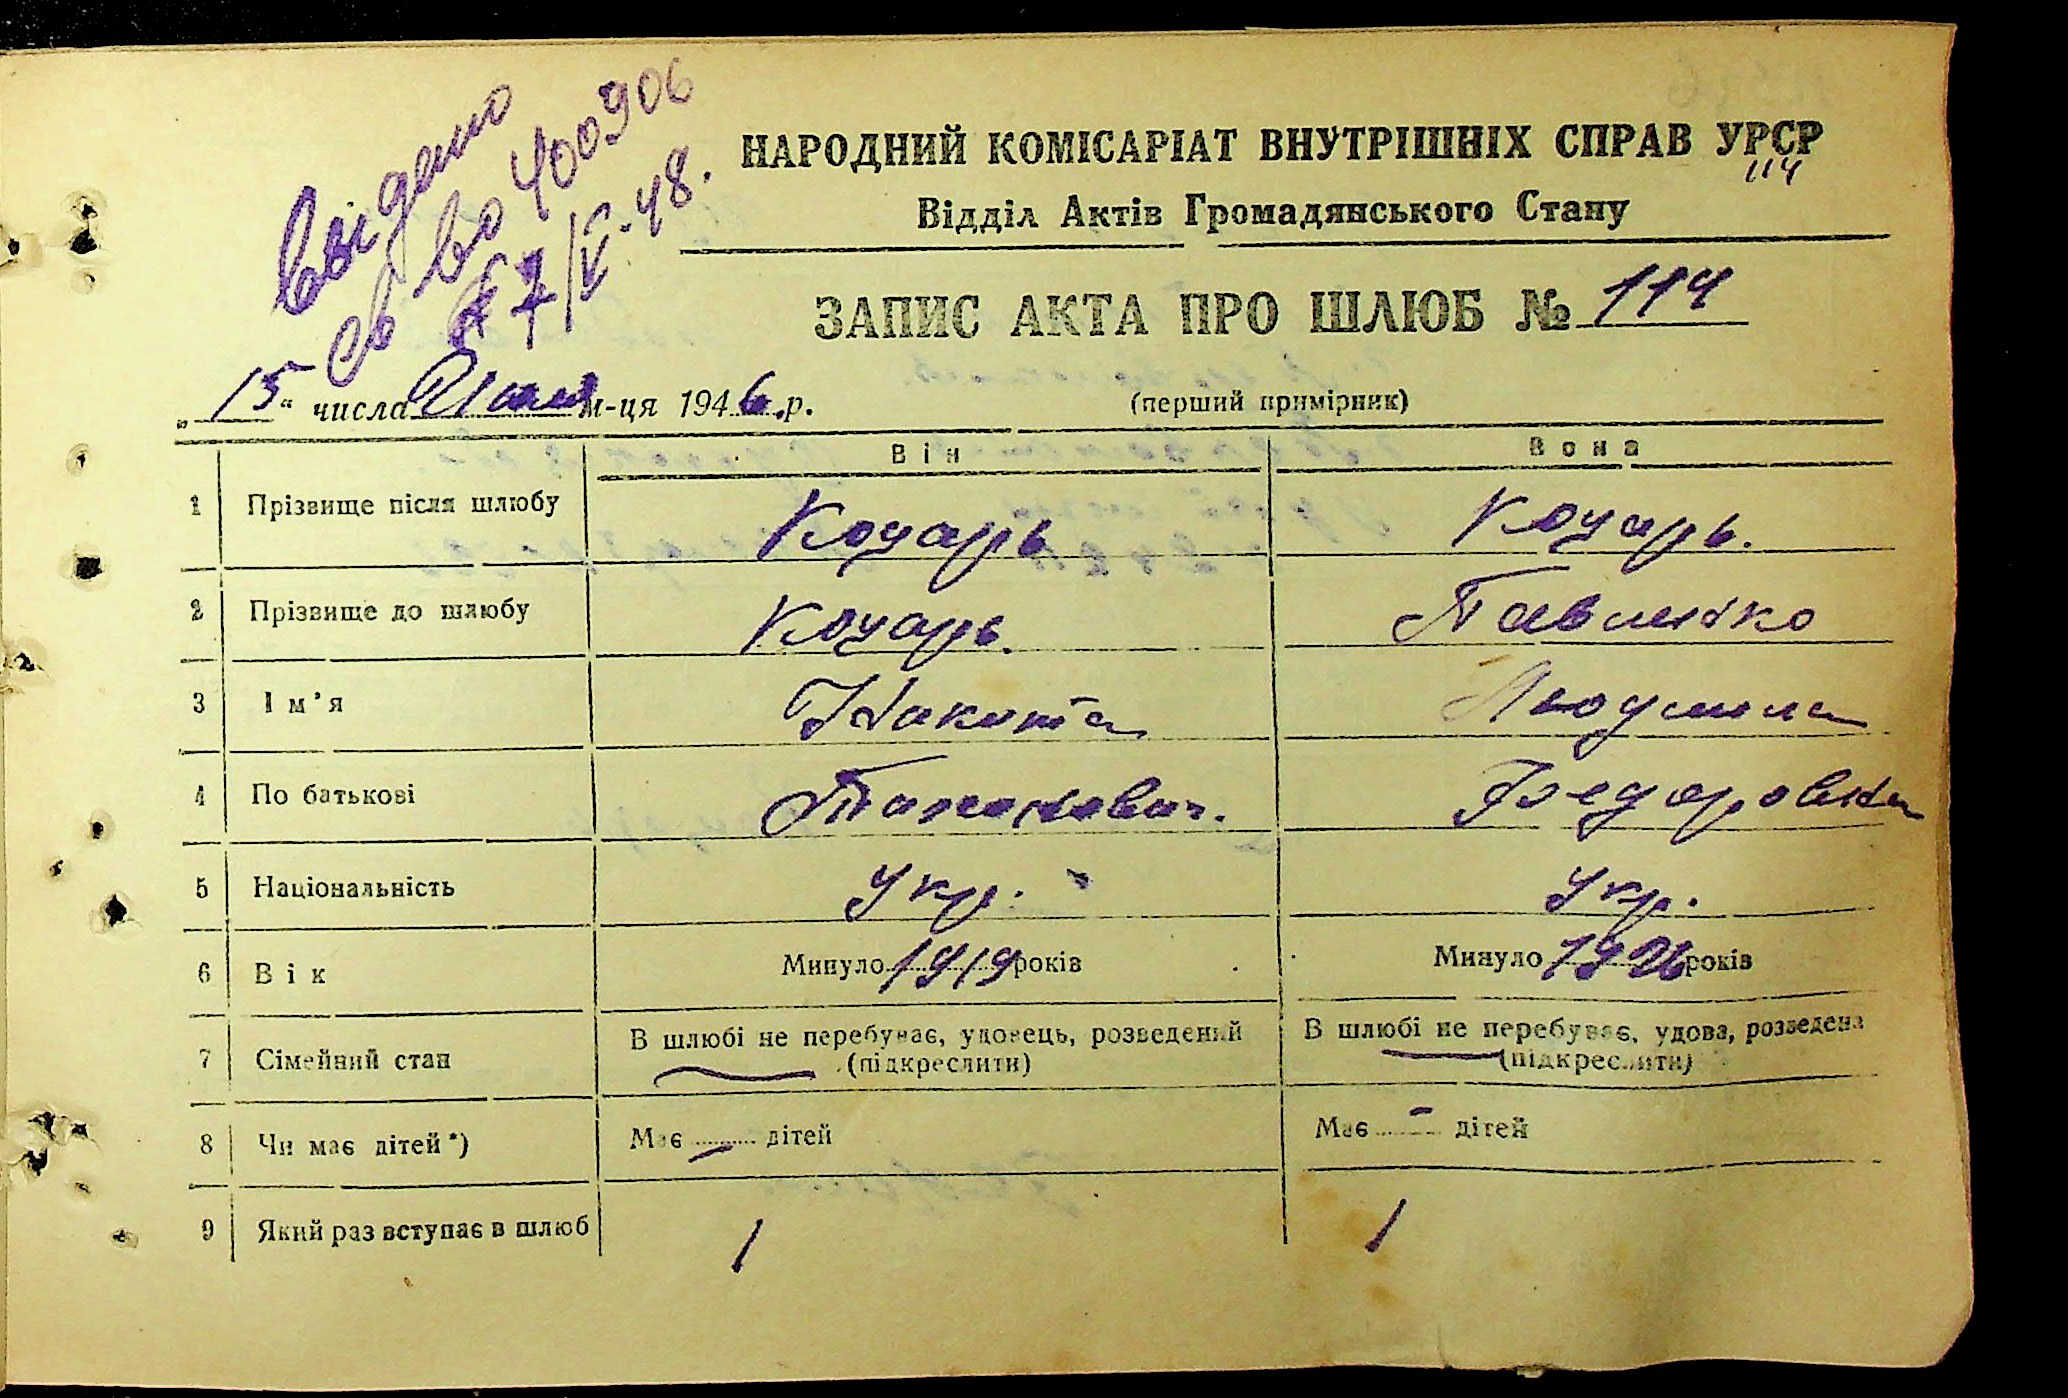 видано
св во 400906
7/V-48.
НАРОДНИЙ КОМІСАРІАТ ВНУТРІШНІХ СПРАВ УРСР
114
Відділ Актів Громадянського Стану
ЗАПИС АКТА ПРО ШЛЮБ № 114
„15“ числа м-ця 1946.р.
(перший примірник)
Він Вона
1 Прізвище після шлюбу Коцарь Коцарь.
2 Прізвище до шлюбу Коцарь. Павленко
3 Ім’я Никита Людмила
4 По батькові Федоровна
5 Національність Укр. Укр.
6 Вік Минуло 1919 років Минуло 1926 років
7 Сімейний стан В шлюбі не перебуває, удовець, розведений В шлюбі не перебуває, удова, розведена
(підкреслити) (підкреслити)
8 Чи має дітей*) Має - дітей Має - дітей
9 Який раз вступає в шлюб 1 1